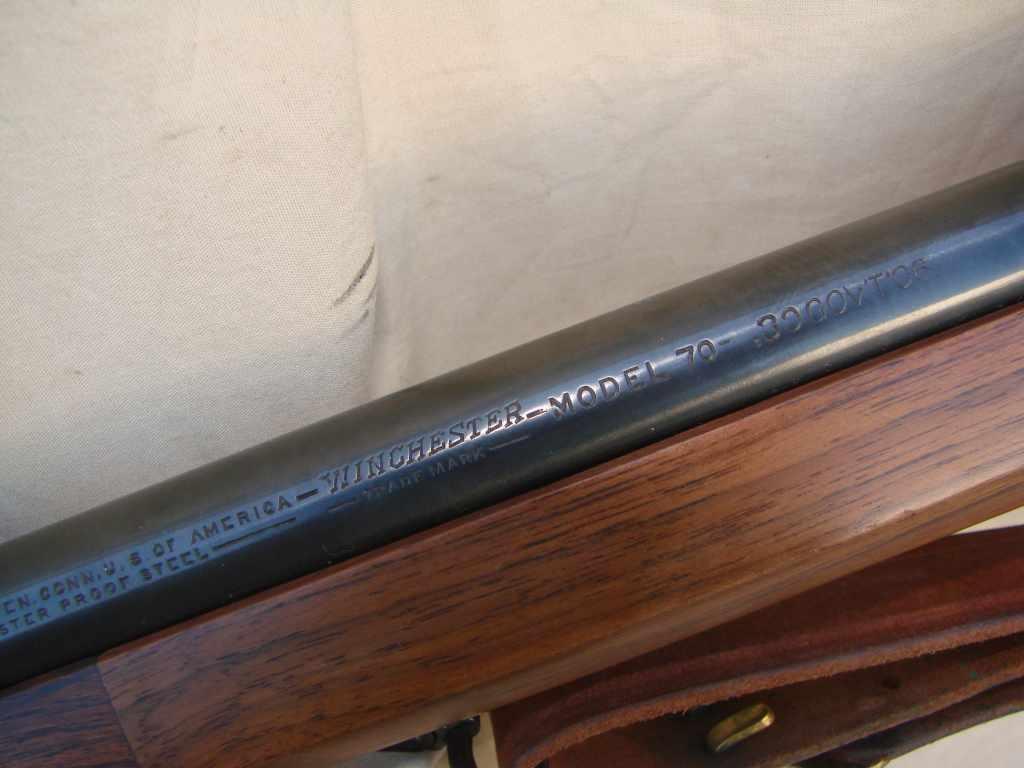 EN. CONN. U.S OF AMERICA–WINCHESTER–MODEL 70- .30GOVT'06
STER PROOF STEEL — TRADE MARK —